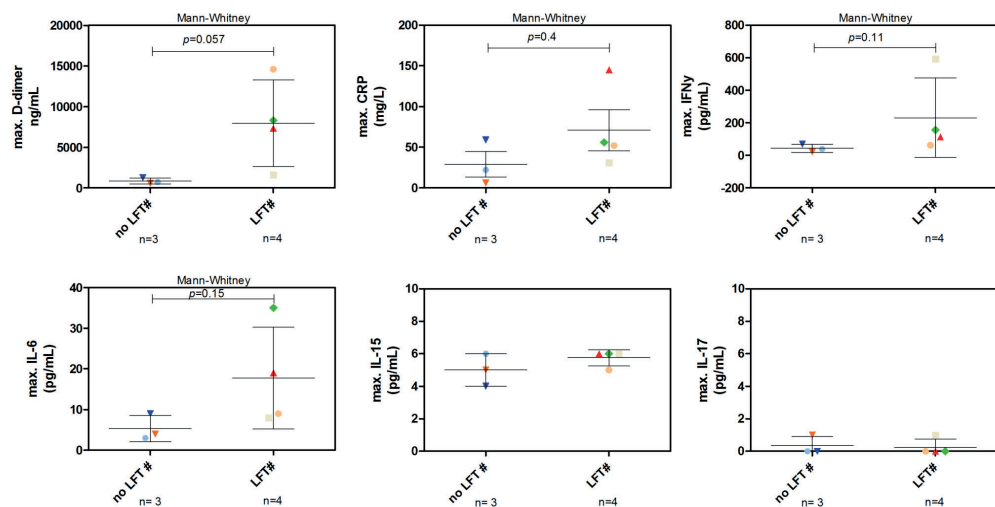 Mann-Whitney
p=0.057
max. D-dimer
ng/mL
20000
15000
10000
5000
0
no LFT #
LFT#
n=3
n=4
Mann-Whitney
p=0.4
max. CRP
(mg/L)
200
150
100
50
0
no LFT #
LFT#
n= 3
n=4
Mann-Whitney
p=0.11
max. IFNy
(pg/mL)
800
600
400
200
0
-200
no LFT #
LFT#
n= 3
n=4
Mann-Whitney
p=0.15
max. IL-6
(pg/mL)
40
30
20
10
0
no LFT #
LFT#
n= 3
n=4
max. IL-15
(pg/mL)
10
8
6
4
2
0
no LFT #
LFT#
n= 3
n=4
max. IL-17
(pg/mL)
10
8
6
4
2
0
no LFT #
LFT#
n= 3
n=4